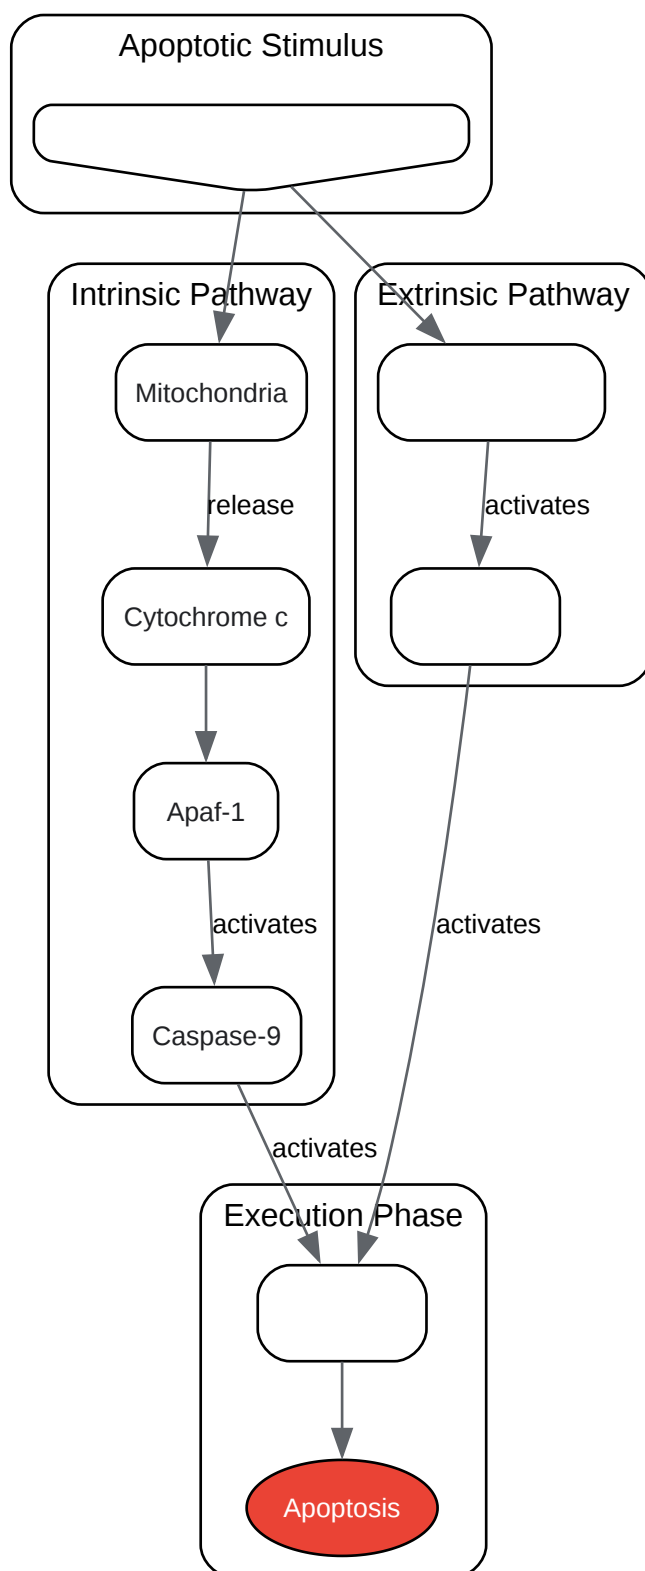 Apoptotic Stimulus
Intrinsic Pathway
Extrinsic Pathway
Mitochondria
release
activates
Cytochrome c
Apaf-1
activates
activates
Caspase-9
activates
Execution Phase
Apoptosis